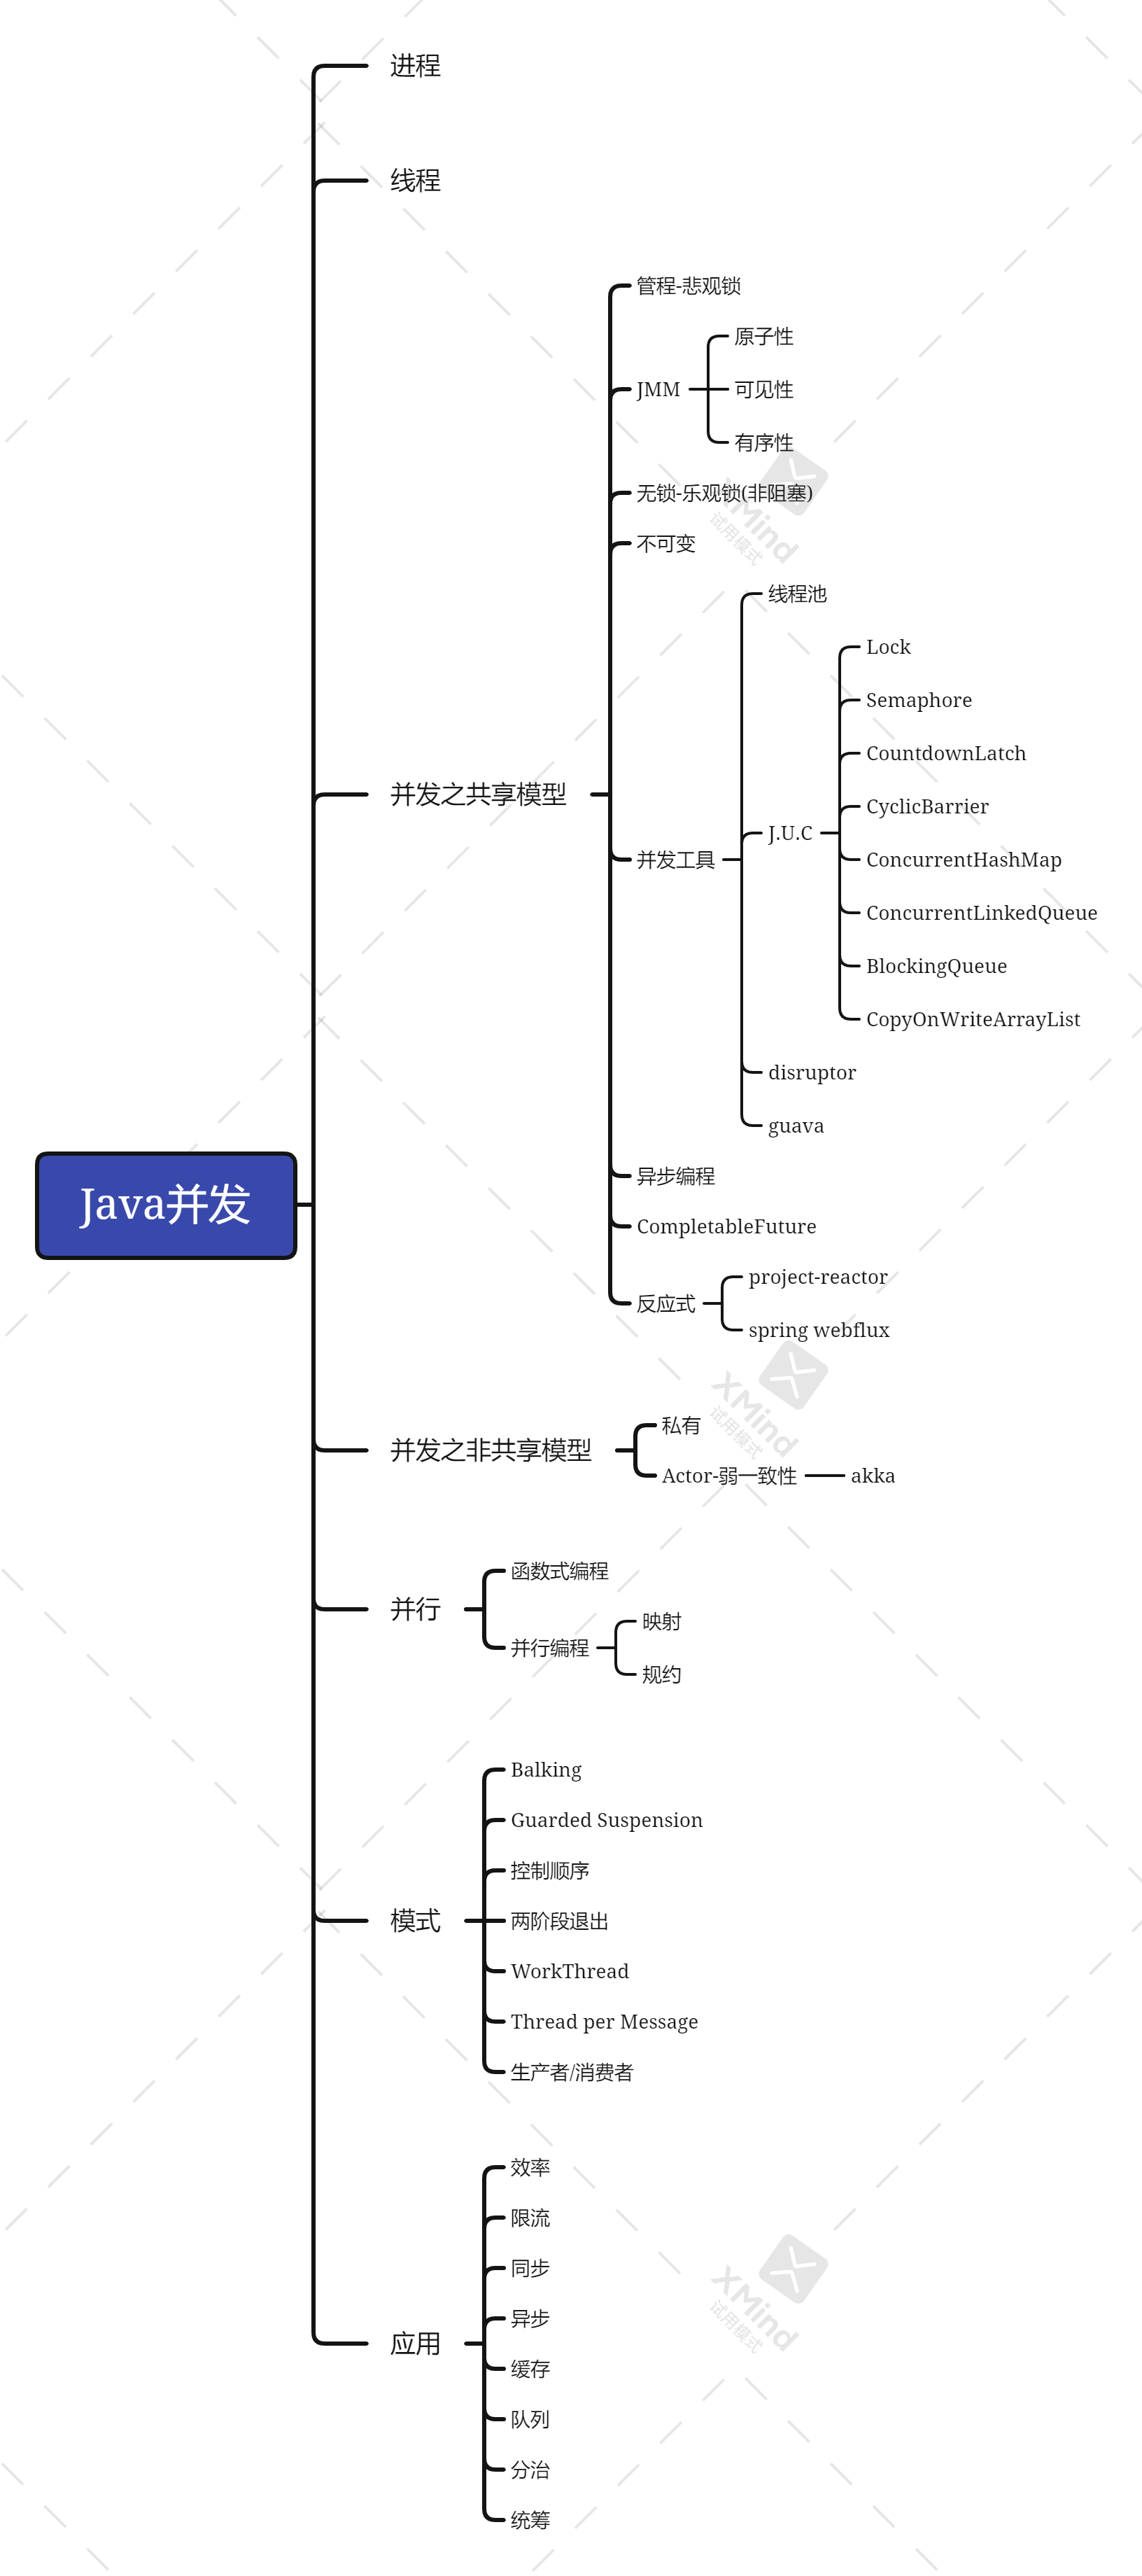 进程
线程
管程-悲观锁
原子性
JMM
可见性
有序性
无锁-乐观锁(非阻塞)
XMind
试用模式
不可变
线程池
Lock
Semaphore
CountdownLatch
并发之共享模型
CyclicBarrier
J.U.C
并发工具
ConcurrentHashMap
ConcurrentLinkedQueue
BlockingQueue
CopyOnWriteArrayList
disruptor
guava
异步编程
Java并发
CompletableFuture
project-reactor
反应式
spring webflux
XMind
试用模式
私有
并发之非共享模型
Actor-弱一致性
akka
函数式编程
并行
映射
并行编程
规约
Balking
Guarded Suspension
控制顺序
模式
两阶段退出
WorkThread
Thread per Message
生产者/消费者
效率
限流
同步
XMind
试用模式
异步
应用
缓存
队列
分治
统筹